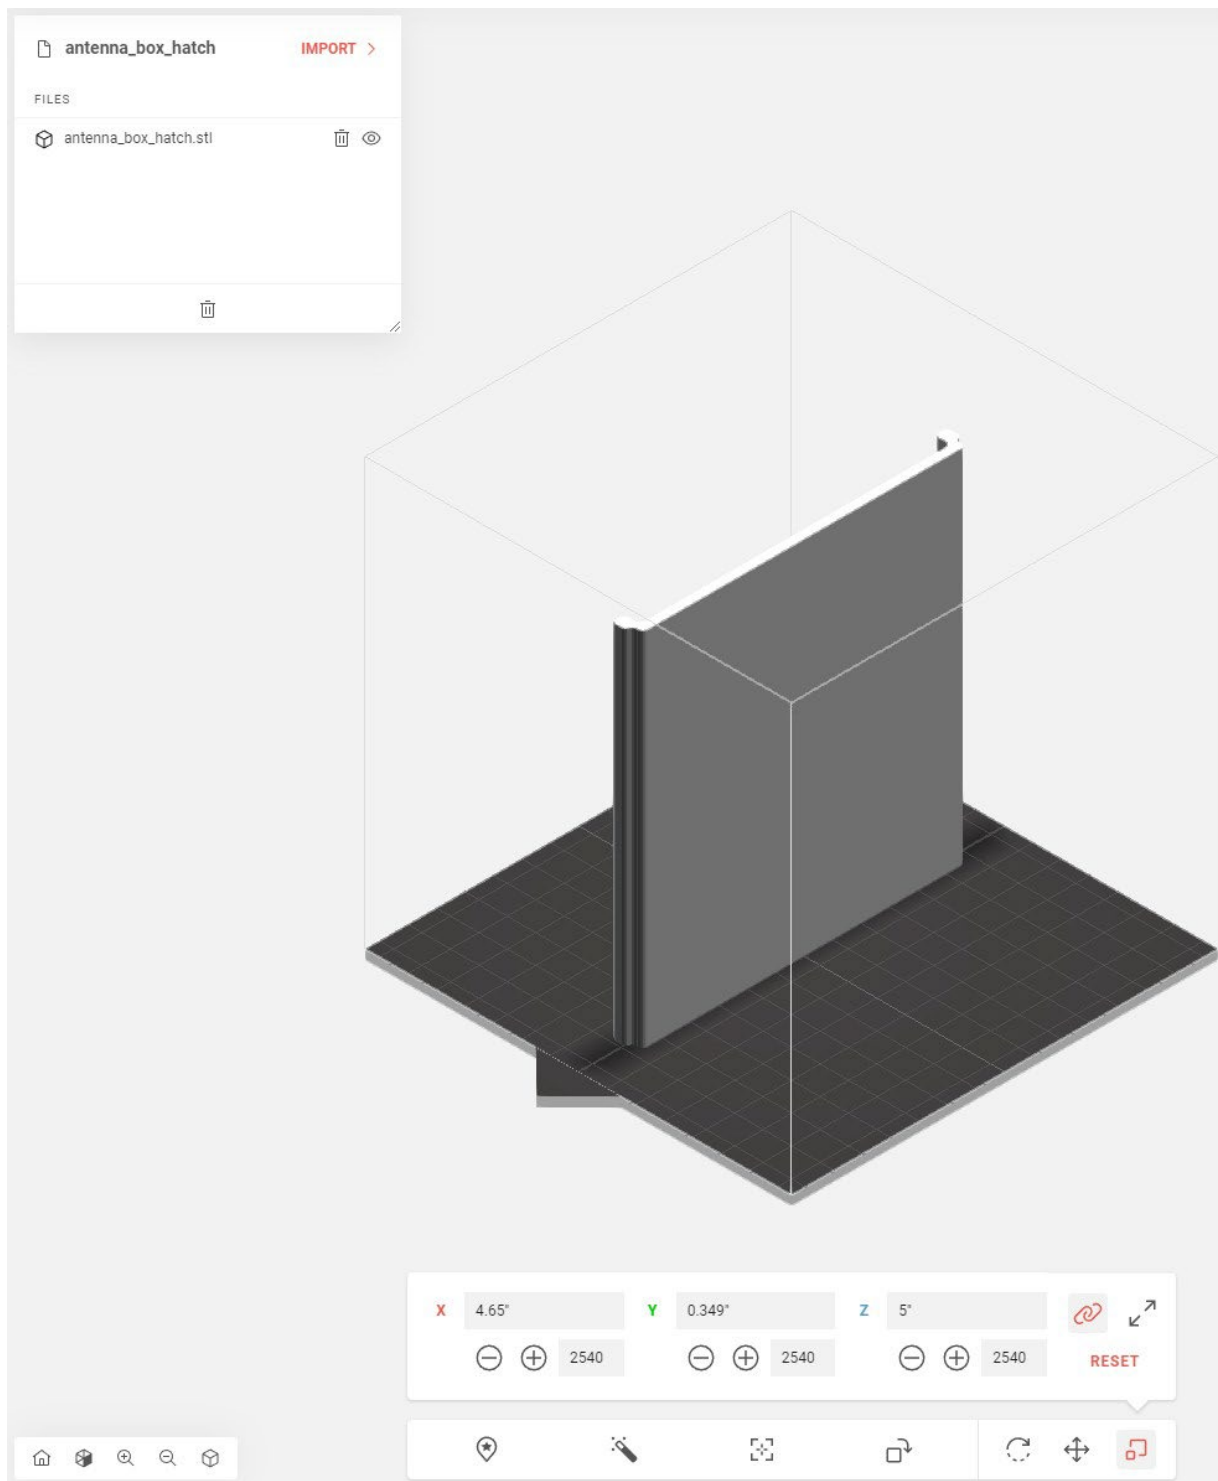 antenna_box_hatch IMPORT >
FILES
antenna_box_hatch.stl
X 4.65" Y 0.349" Z 5"
2540 2540 2540
RESET